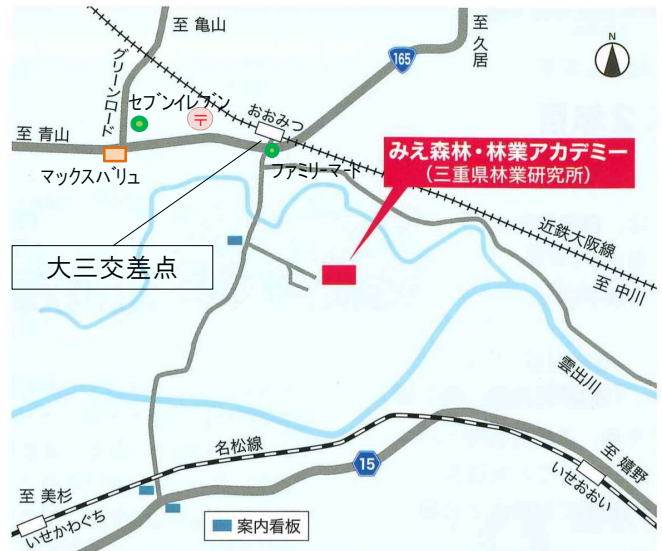 至 亀山
至 久居
165
N
グリーンロード
セブンイレブン
〒
おおみつ
至 青山
マックスバリュ
ファミリーマート
みえ森林・林業アカデミー
（三重県林業研究所）
近鉄大阪線
至 中川
大三交差点
雲出川
名松線
15
至 嬉野
至 美杉
いせおおい
いせかわぐち
案内看板